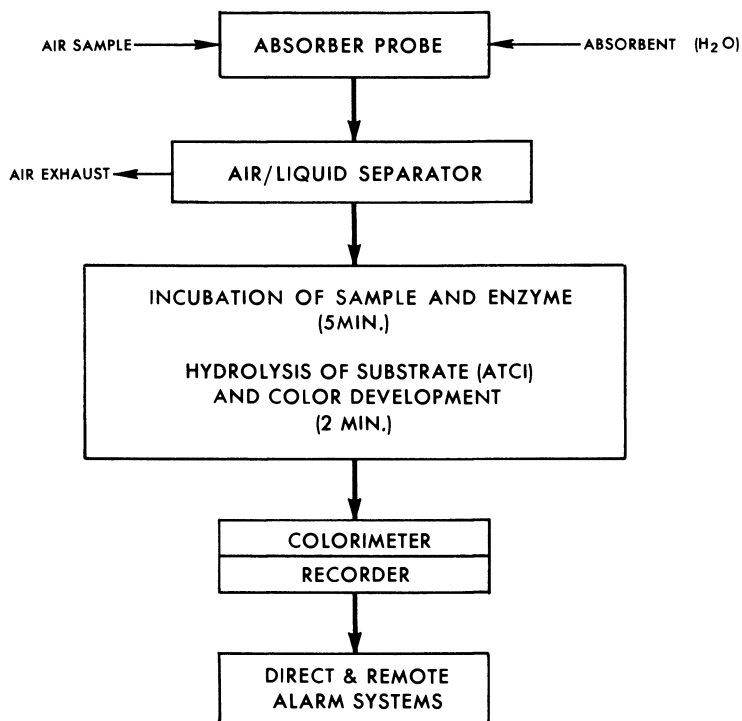 AIR SAMPLE
ABSORBER PROBE
ABSORBENT (H₂O)
AIR EXHAUST
AIR/LIQUID SEPARATOR
INCUBATION OF SAMPLE AND ENZYME
(5MIN.)
HYDROLYSIS OF SUBSTRATE (ATCI)
AND COLOR DEVELOPMENT
(2 MIN.)
COLORIMETER
RECORDER
DIRECT & REMOTE
ALARM SYSTEMS